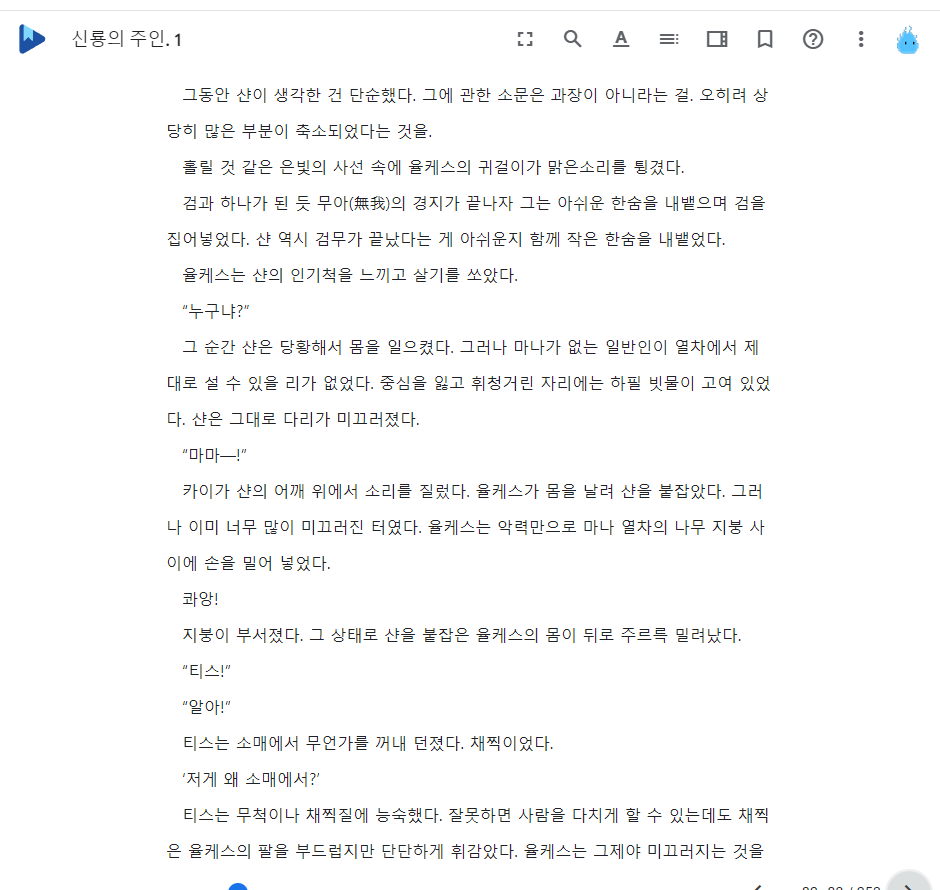 신룡의 주인. 1
그동안 샨이 생각한 건 단순했다. 그에 관한 소문은 과장이 아니라는 걸. 오히려 상
당히 많은 부분이 축소되었다는 것을.
홀릴 것 같은 은빛의 사선 속에 율케스의 귀걸이가 맑은소리를 튕겼다.
검과 하나가 된 듯 무아(無我)의 경지가 끝나자 그는 아쉬운 한숨을 내뱉으며 검을
집어넣었다. 샨 역시 검무가 끝났다는 게 아쉬운지 함께 작은 한숨을 내뱉었다.
율케스는 샨의 인기척을 느끼고 살기를 쏘았다.
“누구냐?”
그 순간 샨은 당황해서 몸을 일으켰다. 그러나 마나가 없는 일반인이 열차에서 제
대로 설 수 있을 리가 없었다. 중심을 잃고 휘청거린 자리에는 하필 빗물이 고여 있었
다. 샨은 그대로 다리가 미끄러졌다.
“마마―!”
카이가 샨의 어깨 위에서 소리를 질렀다. 율케스가 몸을 날려 샨을 붙잡았다. 그러
나 이미 너무 많이 미끄러진 터였다. 율케스는 악력만으로 마나 열차의 나무 지붕 사
이에 손을 밀어 넣었다.
콰앙!
지붕이 부서졌다. 그 상태로 샨을 붙잡은 율케스의 몸이 뒤로 주르륵 밀려났다.
“티스!”
“알아!”
티스는 소매에서 무언가를 꺼내 던졌다. 채찍이었다.
‘저게 왜 소매에서?’
티스는 무척이나 채찍질에 능숙했다. 잘못하면 사람을 다치게 할 수 있는데도 채찍
은 율케스의 팔을 부드럽지만 단단하게 휘감았다. 율케스는 그제야 미끄러지는 것을